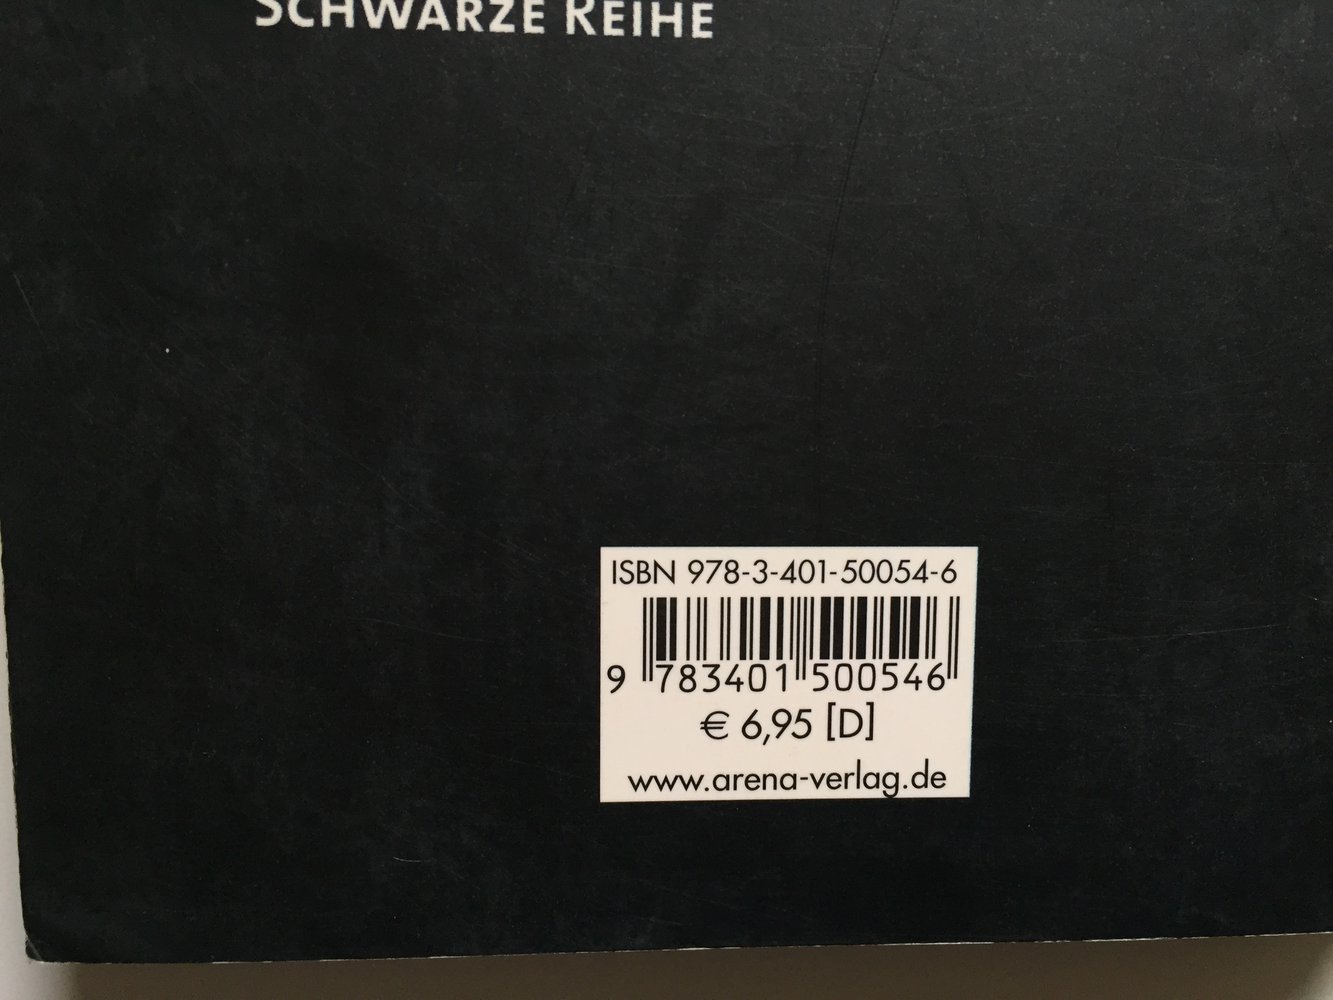 SCHWARZE REIHE
ISBN 978-3-401-50054-6
9 783401 500546
€ 6,95 [D]
www.arena-verlag.de